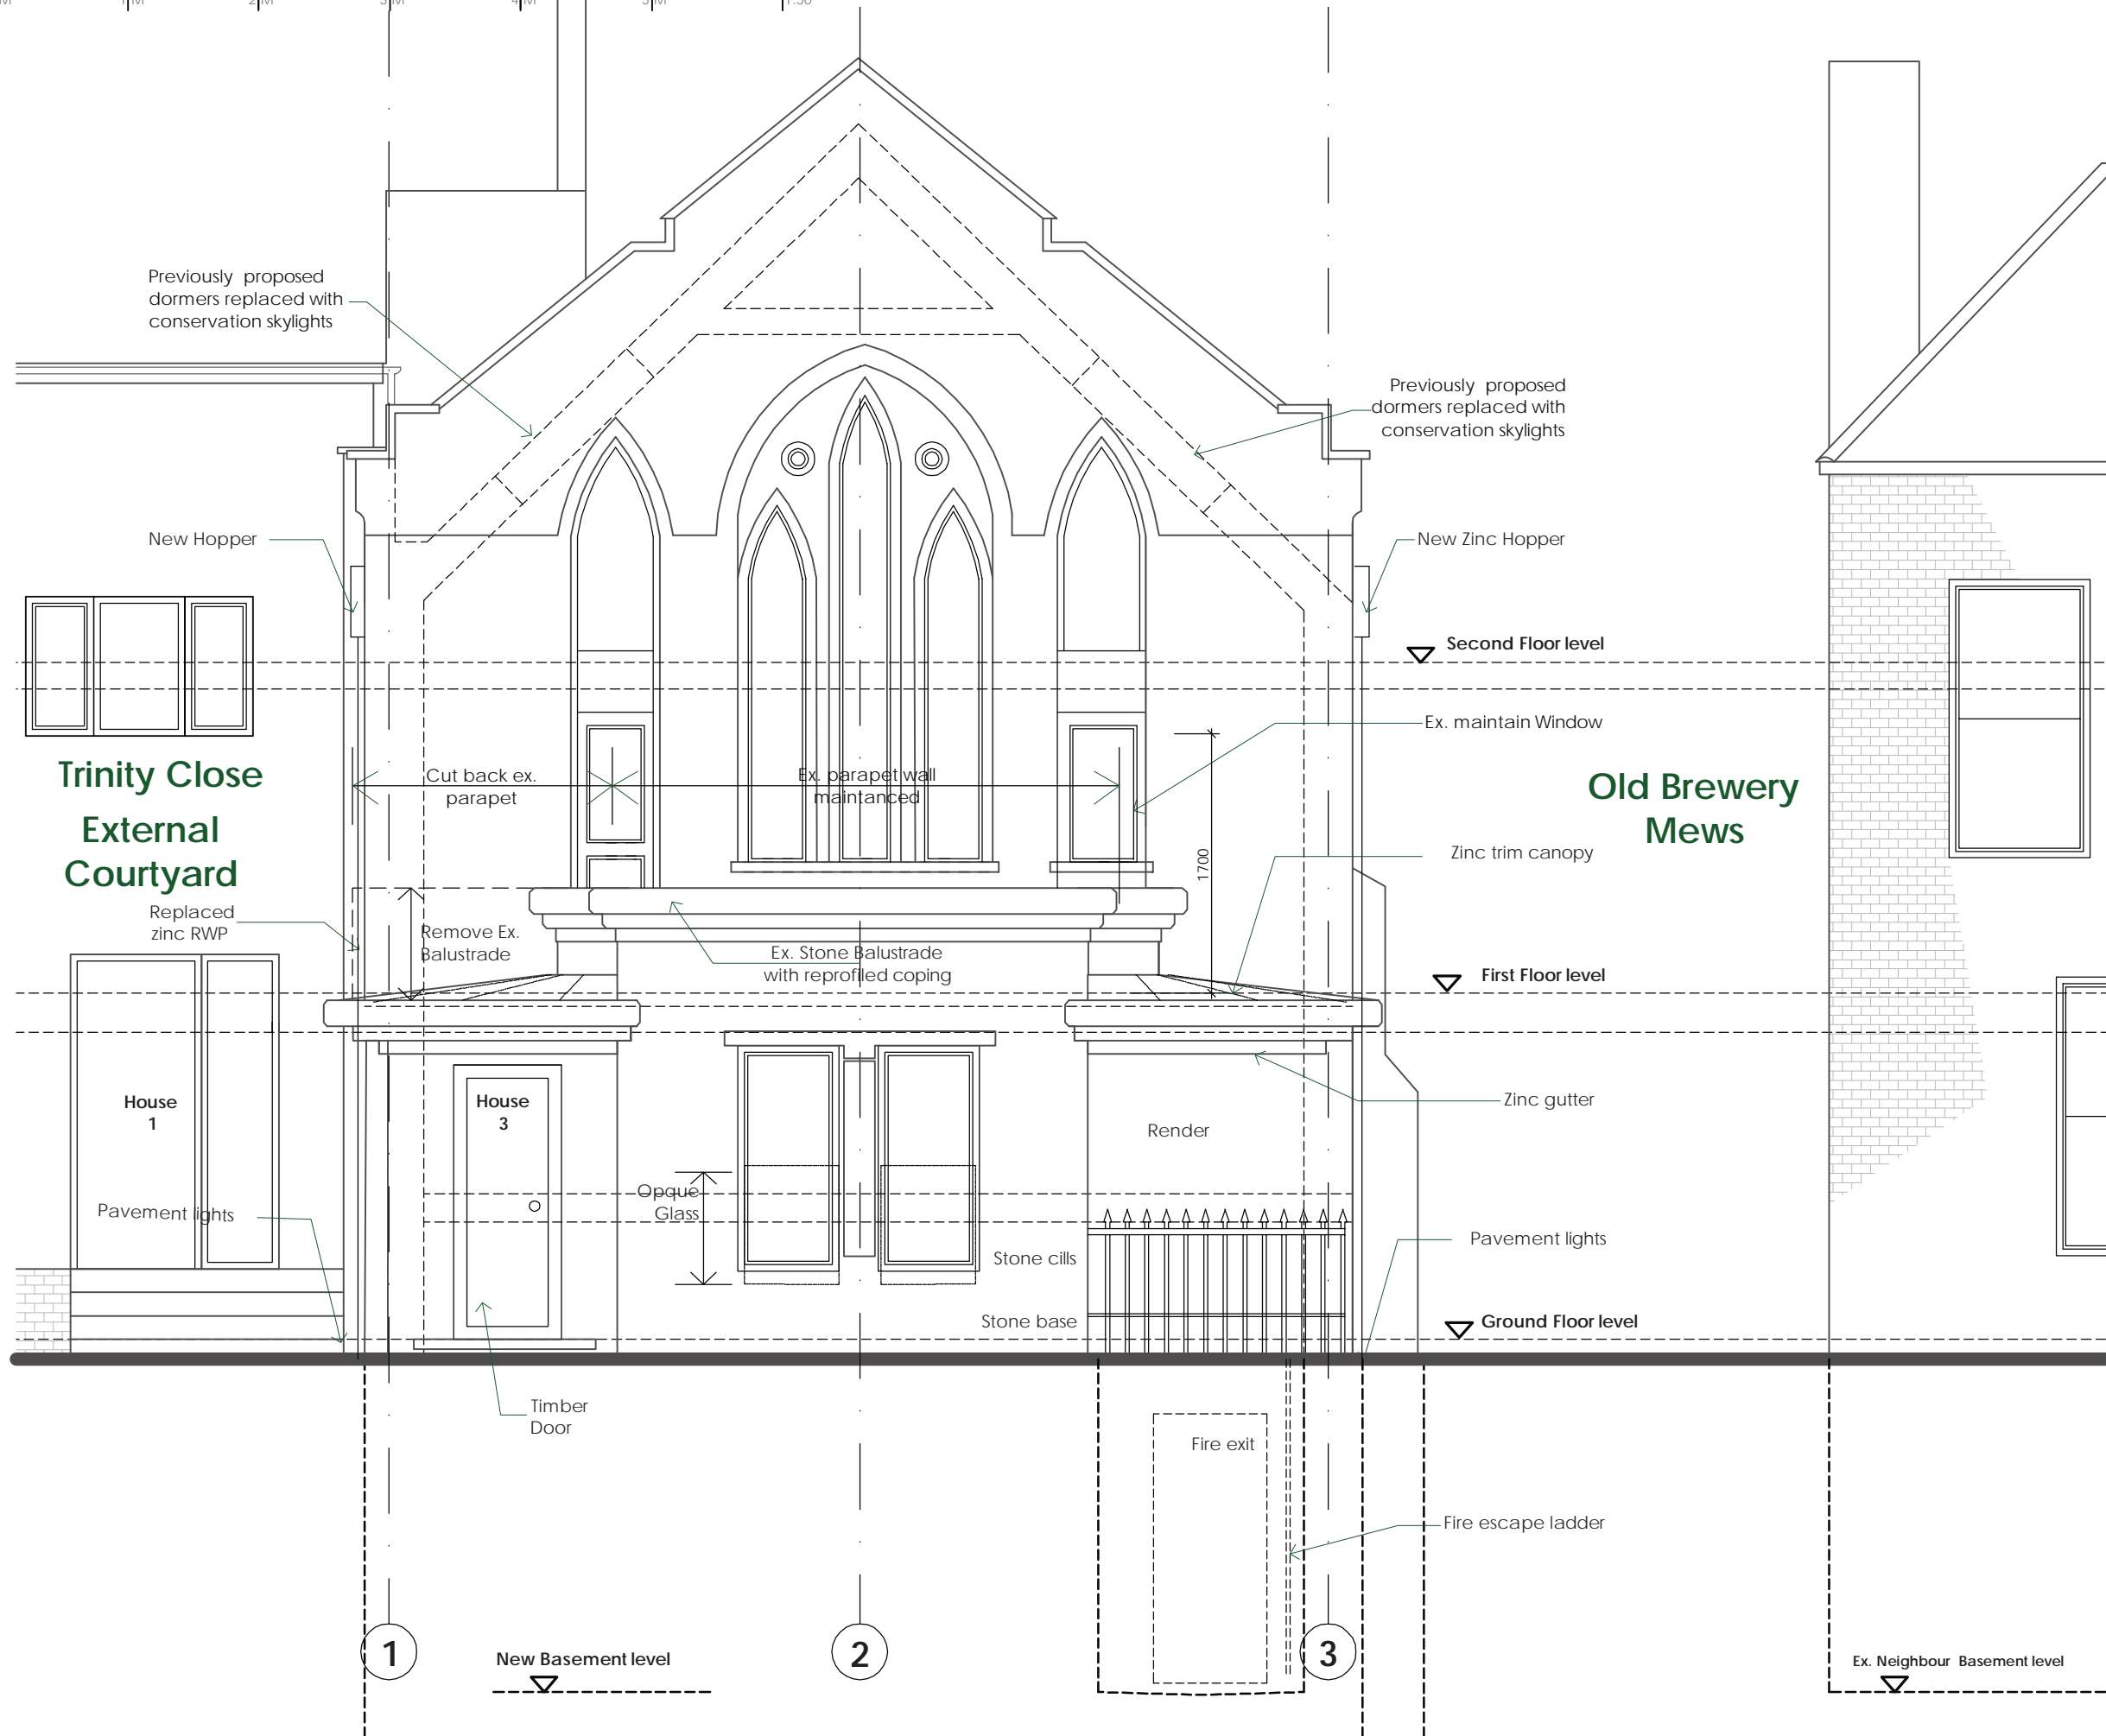 1:50
Previously proposed
dormers replaced with
conservation skylights
Previously proposed
dormers replaced with
conservation skylights
New Hopper
New Zinc Hopper
Second Floor level
Ex. maintain Window
Trinity Close
External
Courtyard
Cut back ex.
parapet
Ex. parapet wall
maintanced
Old Brewery
Mews
1700
Zinc trim canopy
Replaced
zinc RWP
Remove Ex.
Balustrade
Ex. Stone Balustrade
with reprofiled coping
First Floor level
House
1
House
3
Zinc gutter
Render
Opque
Glass
Pavement lights
Stone cills
Pavement lights
Stone base
Ground Floor level
Timber
Door
Fire exit
Fire escape ladder
1
2
3
New Basement level
Ex. Neighbour Basement level